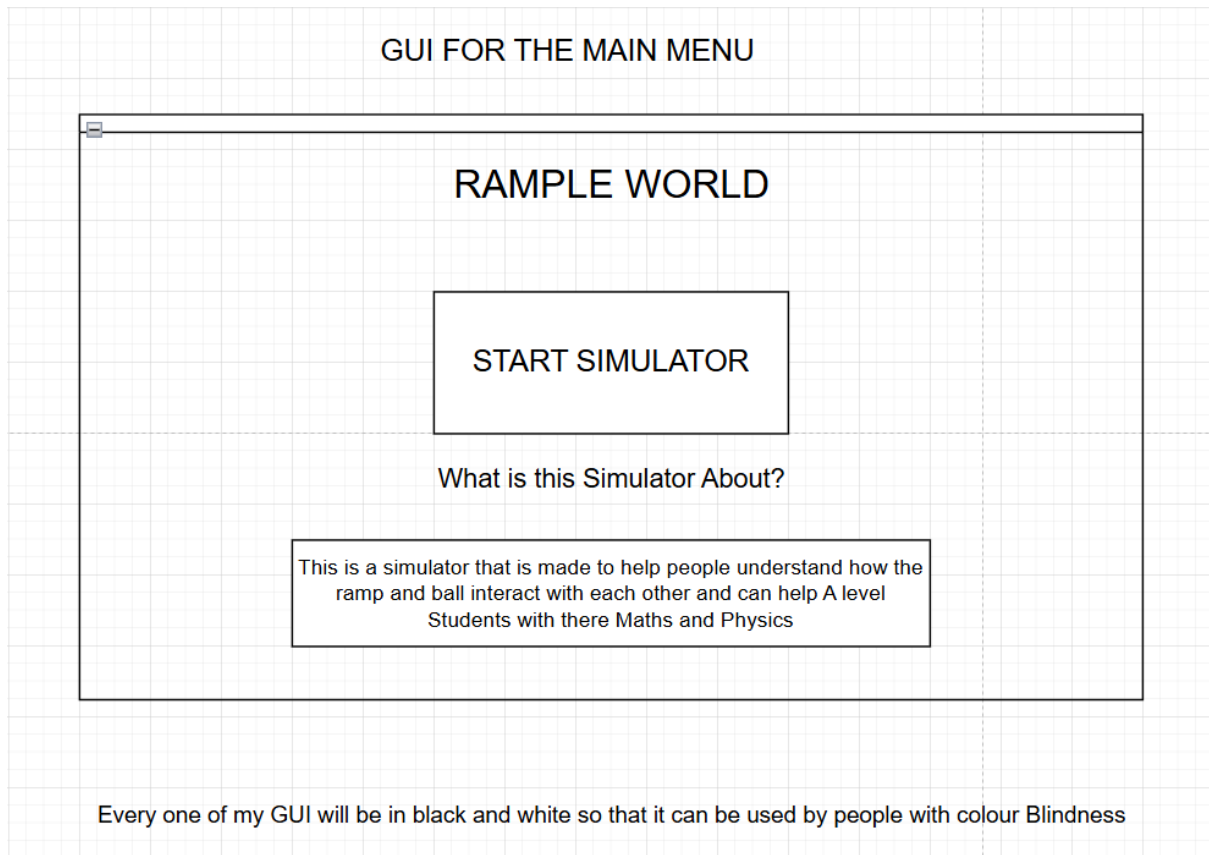 GUI FOR THE MAIN MENU
RAMPLE WORLD
START SIMULATOR
What is this Simulator About?
This is a simulator that is made to help people understand how the
ramp and ball interact with each other and can help A level
Students with there Maths and Physics
Every one of my GUI will be in black and white so that it can be used by people with colour Blindness